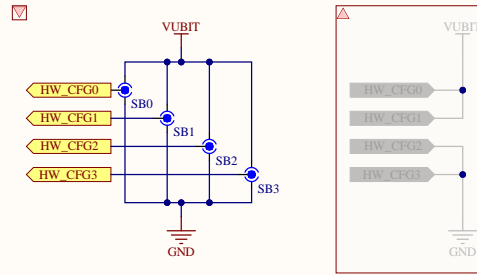 VUBIT
HW_CFG0
SB0
HW_CFG1
SB1
HW_CFG2
SB2
HW_CFG3
SB3
GND
VUBIT
HW_CFG0
HW_CFG1
HW_CFG2
HW_CFG3
GND